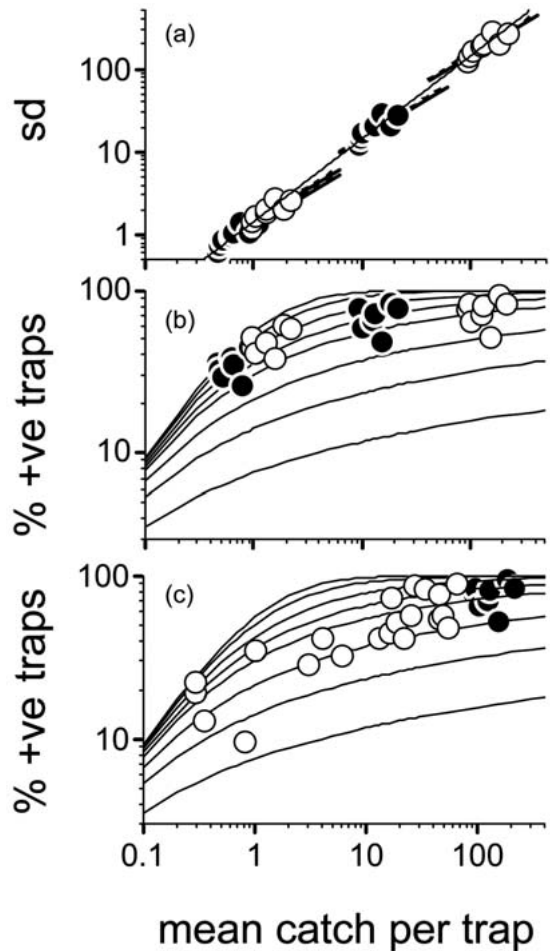 (a)
sd
100
10
1
(b)
% +ve traps
100
10
(c)
% +ve traps
100
10
0.1 1 10 100
mean catch per trap